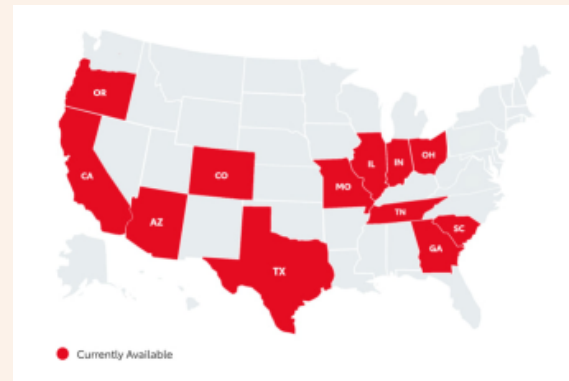 OR
CA
AZ
CO
TX
MO
IL
IN
OH
TN
SC
GA
Currently Available